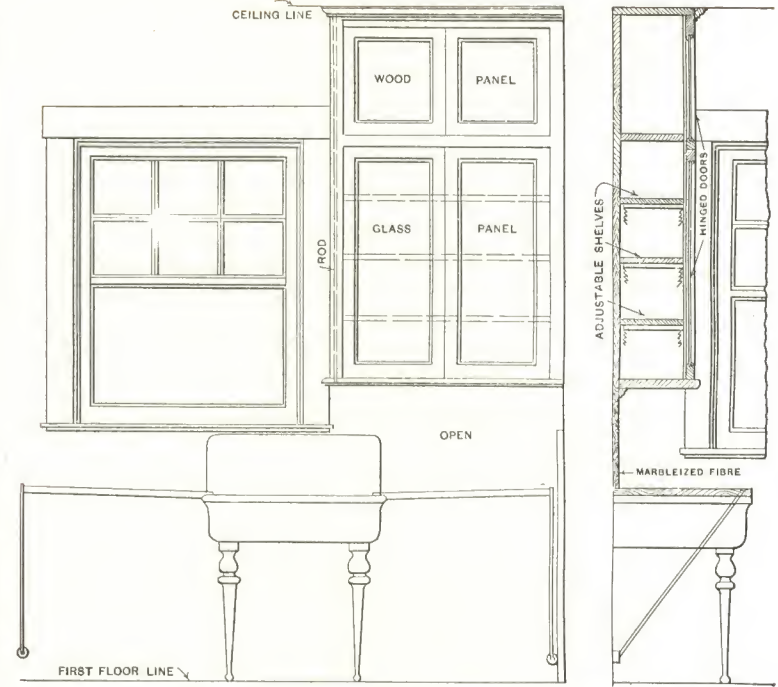 CEILING LINE
WOOD
PANEL
GLASS
PANEL
ROD
OPEN
FIRST FLOOR LINE
ADJUSTABLE SHELVES
HINGED DOORS
MARBLEIZED FIBRE